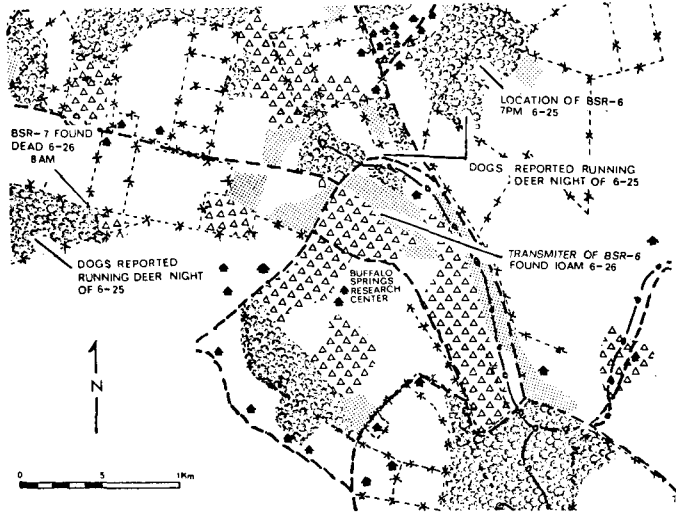 LOCATION OF BSR-6
7PM 6-25
BSR-7 FOUND
DEAD 6-26
8AM
DOGS REPORTED RUNNING
DEER NIGHT OF 6-25
DOGS REPORTED
RUNNING DEER NIGHT
OF 6-25
TRANSMITER OF BSR-6
FOUND 10AM 6-26
BUFFALO
SPRINGS
RESEARCH
CENTER
N
0 5 1Km